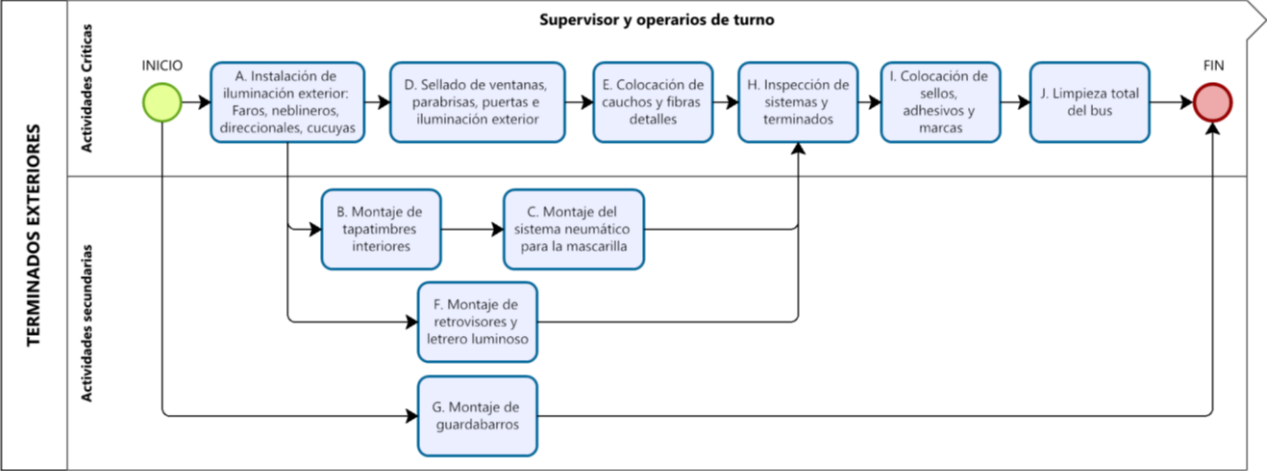 Supervisor y operarios de turno
TERMINADOS EXTERIORES
Actividades Críticas
INICIO
A. Instalación de
iluminación exterior:
Faros, neblineros,
direccionales, cucuyas
D. Sellado de ventanas,
parabrisas, puertas e
iluminación exterior
E. Colocación de
cauchos y fibras
detalles
H. Inspección de
sistemas y
terminados
I. Colocación de
sellos,
adhesivos y
marcas
J. Limpieza total
del bus
FIN
Actividades secundarias
B. Montaje de
tapatimbres
interiores
C. Montaje del
sistema neumático
para la mascarilla
F. Montaje de
retrovisores y
letrero luminoso
G. Montaje de
guardabarros